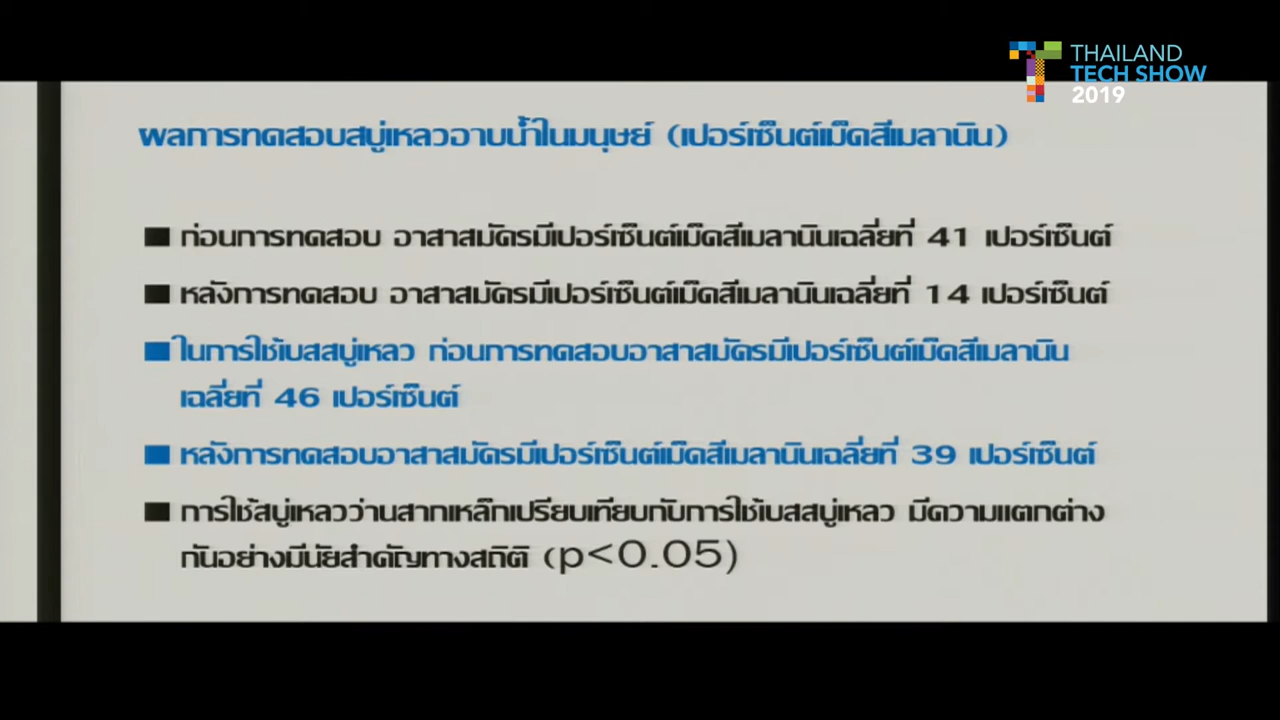 THAILAND
TECH SHOW
2019
ผลการทดสอบสบู่เหลวอาบน้ำในมนุษย์ (เปอร์เซ็นต์เม็ดสีเมลานิน)
■ ก่อนการทดสอบ อาสาสมัครมีเปอร์เซ็นต์เม็ดสีเมลานินเฉลี่ยที่ 41 เปอร์เซ็นต์
■ หลังการทดสอบ อาสาสมัครมีเปอร์เซ็นต์เม็ดสีเมลานินเฉลี่ยที่ 14 เปอร์เซ็นต์
■ ในการใช้เบสสบู่เหลว ก่อนการทดสอบอาสาสมัครมีเปอร์เซ็นต์เม็ดสีเมลานิน
เฉลี่ยที่ 46 เปอร์เซ็นต์
■ หลังการทดสอบอาสาสมัครมีเปอร์เซ็นต์เม็ดสีเมลานินเฉลี่ยที่ 39 เปอร์เซ็นต์
■ การใช้สบู่เหลวว่านสากเหล็กเปรียบเทียบกับการใช้เบสสบู่เหลว มีความแตกต่าง
กันอย่างมีนัยสำคัญทางสถิติ (p<0.05)